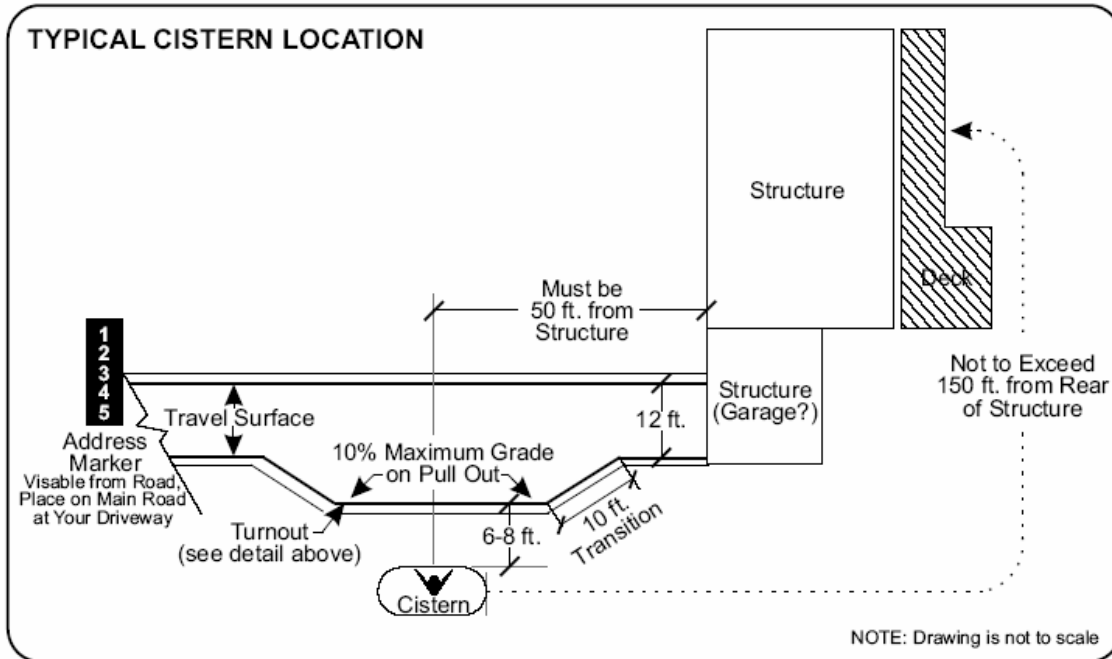 TYPICAL CISTERN LOCATION
Structure
Deck
Must be
50 ft. from
Structure
1
2
3
4
5
Address
Marker
Visable from Road,
Place on Main Road
at Your Driveway
Travel Surface
12 ft.
Structure
(Garage?)
Not to Exceed
150 ft. from Rear
of Structure
10% Maximum Grade
on Pull Out
Turnout
(see detail above)
6-8 ft.
10 ft.
Transition
Cistern
NOTE: Drawing is not to scale